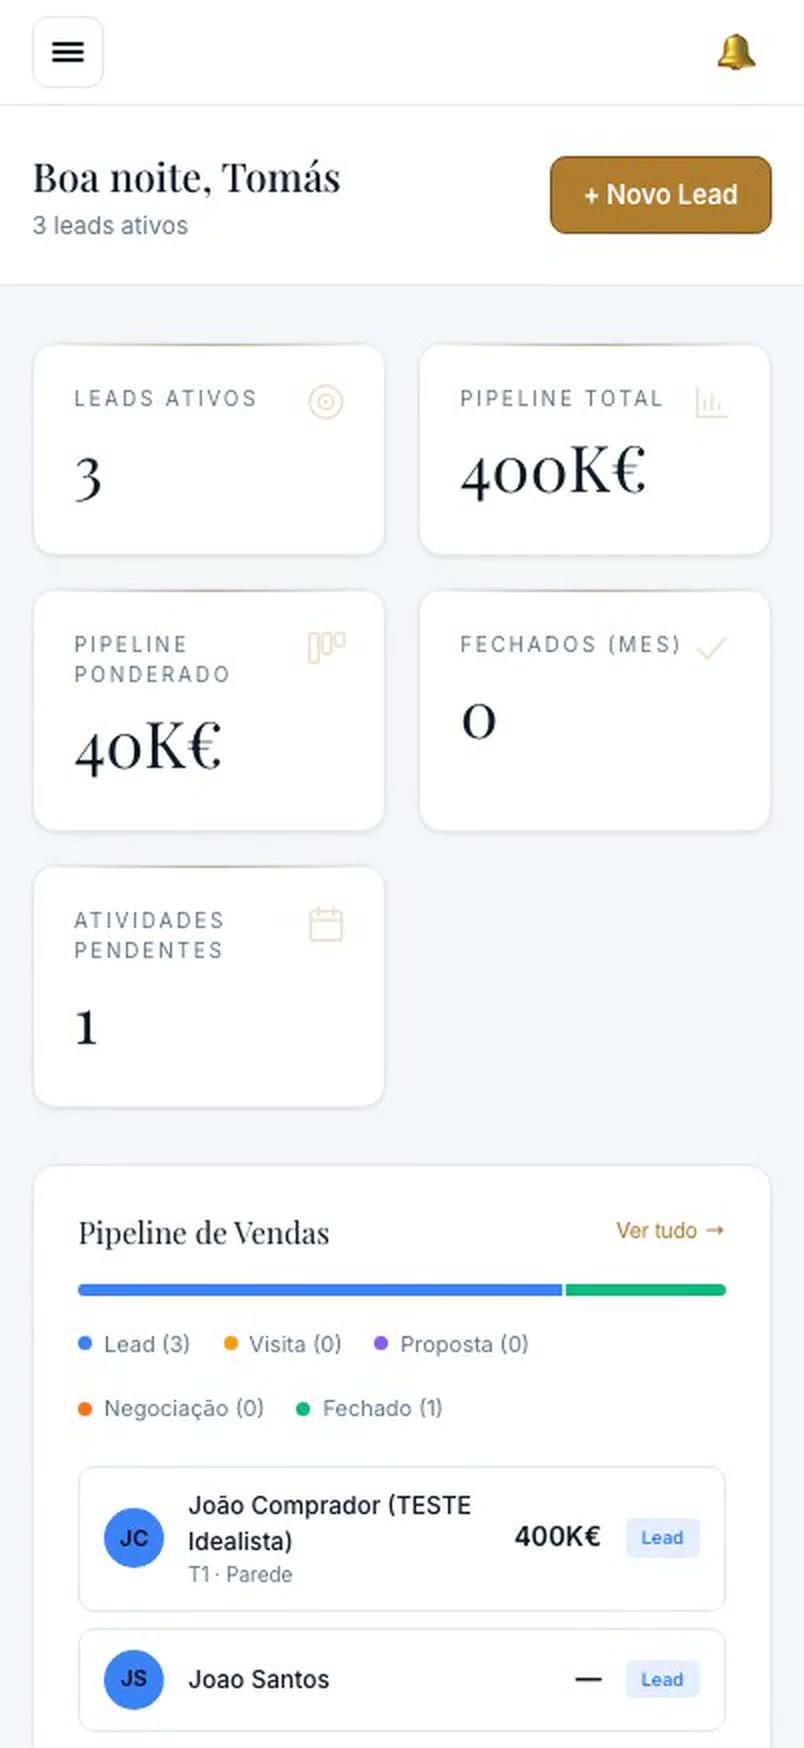 Boa noite, Tomás
3 leads ativos
+ Novo Lead
LEADS ATIVOS
3
PIPELINE TOTAL
400K€
PIPELINE
PONDERADO
40K€
FECHADOS (MES)
0
ATIVIDADES
PENDENTES
1
Pipeline de Vendas
Ver tudo →
Lead (3)
Visita (0)
Proposta (0)
Negociação (0)
Fechado (1)
JC
João Comprador (TESTE
Idealista)
T1 · Parede
400K€
Lead
JS
Joao Santos
—
Lead